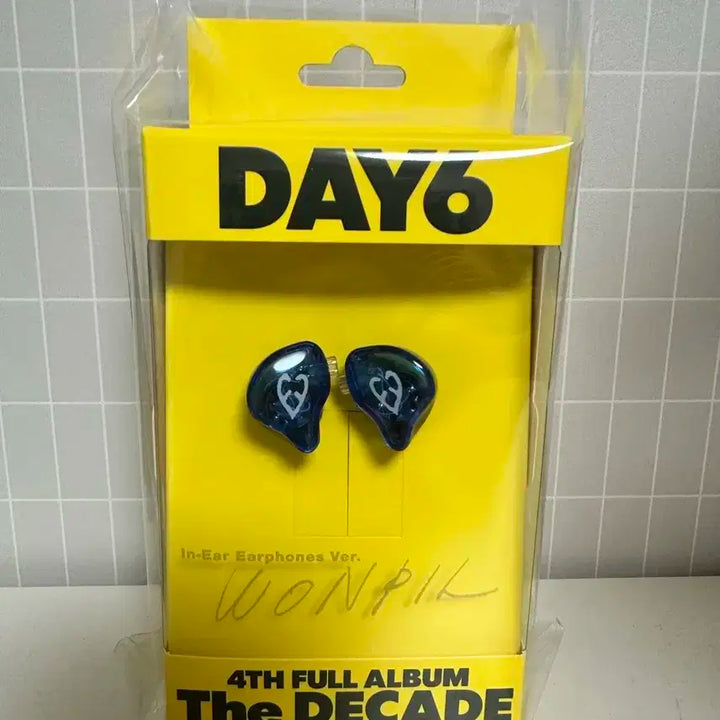 DAY6
In-Ear Earphones Ver.
WONPIL
4TH FULL ALBUM
The DECADE